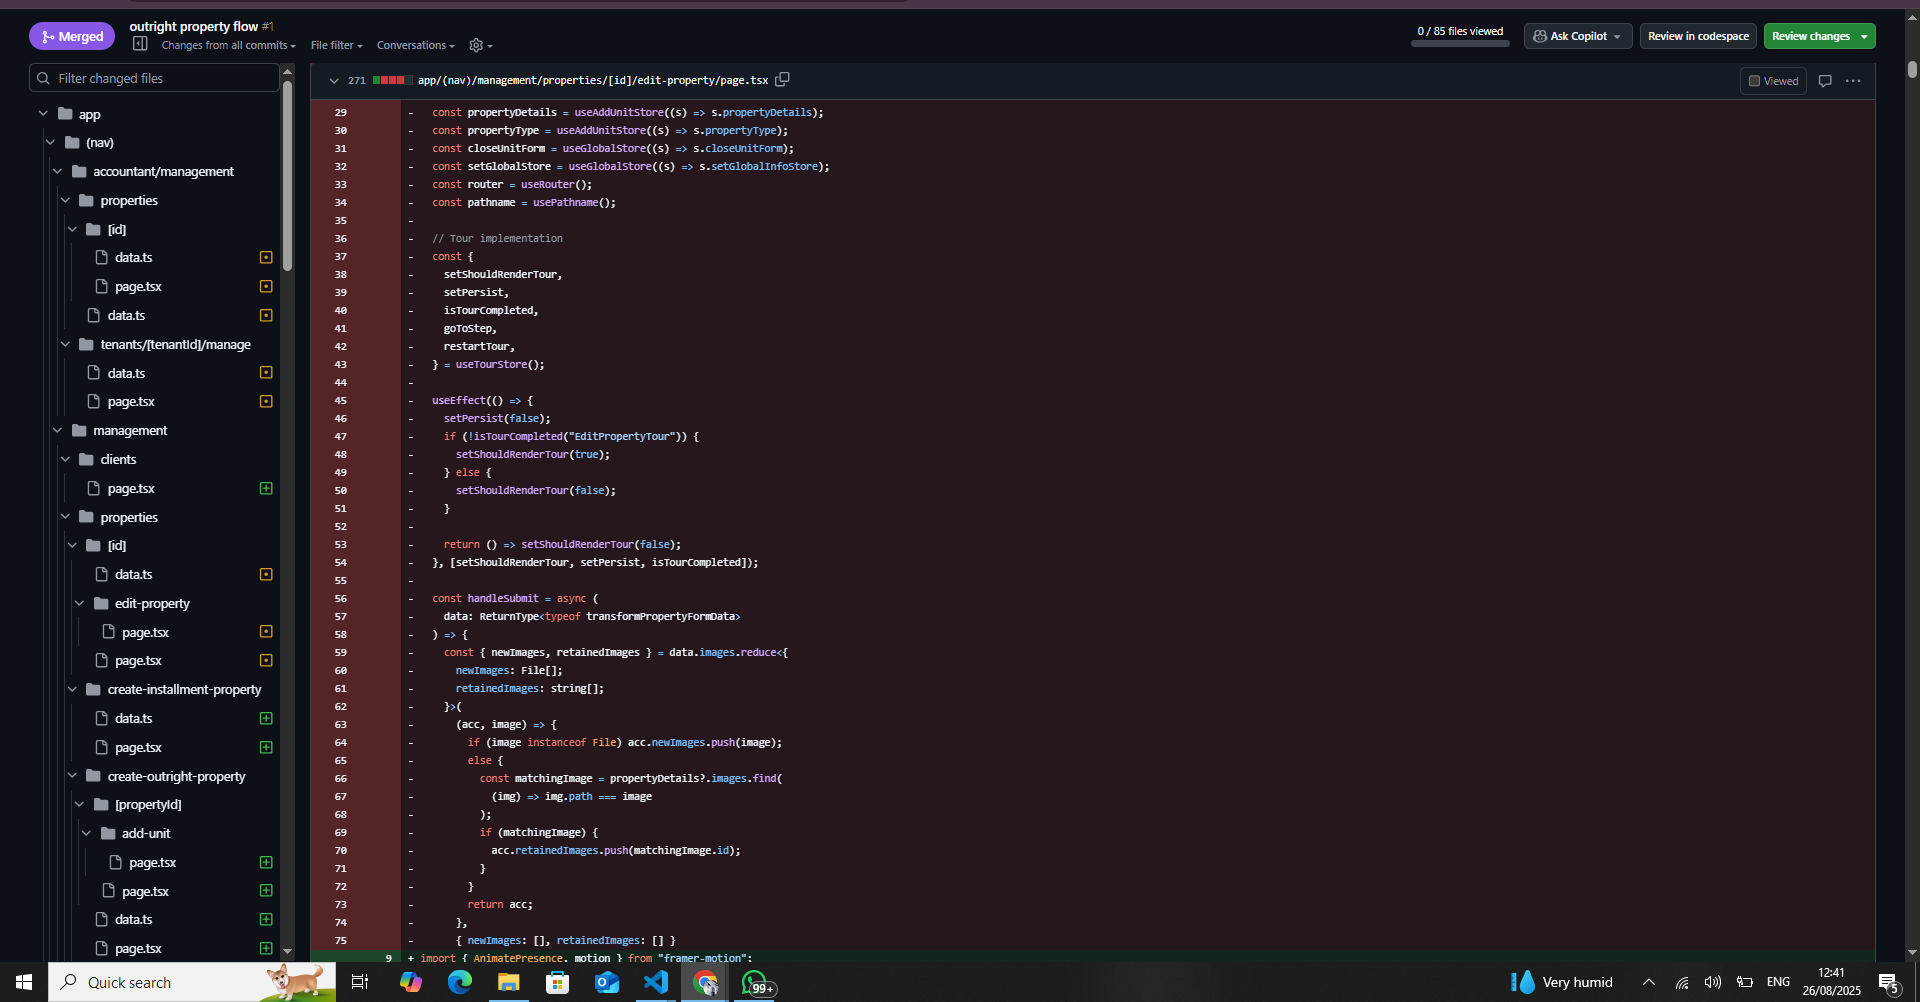 Merged
outright property flow #1
Changes from all commits
File filter
Conversations
0 / 85 files viewed
Ask Copilot
Review in codespace
Review changes
Filter changed files
app
(nav)
accountant/management
properties
[id]
data.ts
page.tsx
data.ts
tenants/[tenantId]/manage
data.ts
page.tsx
management
clients
page.tsx
properties
[id]
data.ts
edit-property
page.tsx
page.tsx
create-installment-property
data.ts
page.tsx
create-outright-property
[propertyId]
add-unit
page.tsx
page.tsx
data.ts
page.tsx
271 app/(nav)/management/properties/[id]/edit-property/page.tsx
Viewed
29 - const propertyDetails = useAddUnitStore((s) => s.propertyDetails);
30 - const propertyType = useAddUnitStore((s) => s.propertyType);
31 - const closeUnitForm = useGlobalStore((s) => s.closeUnitForm);
32 - const setGlobalStore = useGlobalStore((s) => s.setGlobalInfoStore);
33 - const router = useRouter();
34 - const pathname = usePathname();
35 -
36 - // Tour implementation
37 - const {
38 - setShouldRenderTour,
39 - setPersist,
40 - isTourCompleted,
41 - goToStep,
42 - restartTour,
43 - } = useTourStore();
44 -
45 - useEffect(() => {
46 - setPersist(false);
47 - if (!isTourCompleted("EditPropertyTour")) {
48 - setShouldRenderTour(true);
49 - } else {
50 - setShouldRenderTour(false);
51 - }
52 -
53 - return () => setShouldRenderTour(false);
54 - }, [setShouldRenderTour, setPersist, isTourCompleted]);
55 -
56 - const handleSubmit = async (
57 - data: ReturnType<typeof transformPropertyFormData>
58 - ) => {
59 - const { newImages, retainedImages } = data.images.reduce<{
60 - newImages: File[];
61 - retainedImages: string[];
62 - }>(
63 - (acc, image) => {
64 - if (image instanceof File) acc.newImages.push(image);
65 - else {
66 - const matchingImage = propertyDetails?.images.find(
67 - (img) => img.path === image
68 - );
69 - if (matchingImage) {
70 - acc.retainedImages.push(matchingImage.id);
71 - }
72 - }
73 - return acc;
74 - },
75 - { newImages: [], retainedImages: [] }
9 + import { AnimatePresence, motion } from "framer-motion";
Quick search
99+
Very humid
ENG
12:41
26/08/2025
5